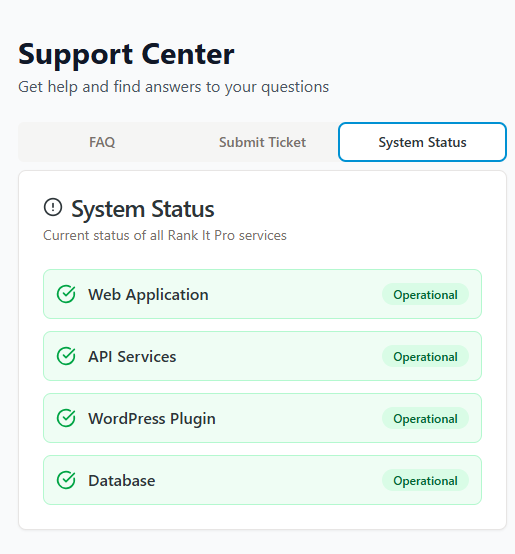 Support Center
Get help and find answers to your questions
FAQ
Submit Ticket
System Status
System Status
Current status of all Rank It Pro services
Web Application
Operational
API Services
Operational
WordPress Plugin
Operational
Database
Operational